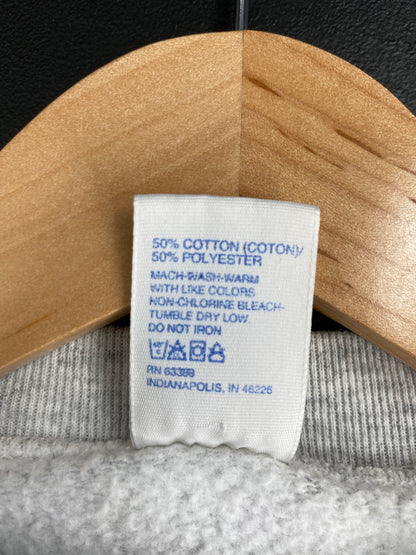 50% COTTON (COTON)/
50% POLYESTER
MACH-WASH-WARM
WITH LIKE COLORS
NON-CHLORINE BLEACH-
TUMBLE DRY LOW.
DO NOT IRON
RN 63399
INDIANAPOLIS, IN 46226